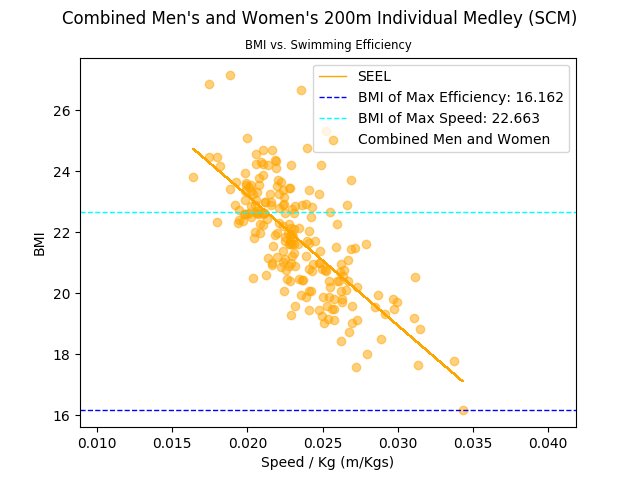 Combined Men's and Women's 200m Individual Medley (SCM)
BMI vs. Swimming Efficiency
SEEL
BMI of Max Efficiency: 16.162
BMI of Max Speed: 22.663
Combined Men and Women
26
24
22
20
18
16
BMI
0.010 0.015 0.020 0.025 0.030 0.035 0.040
Speed / Kg (m/Kgs)